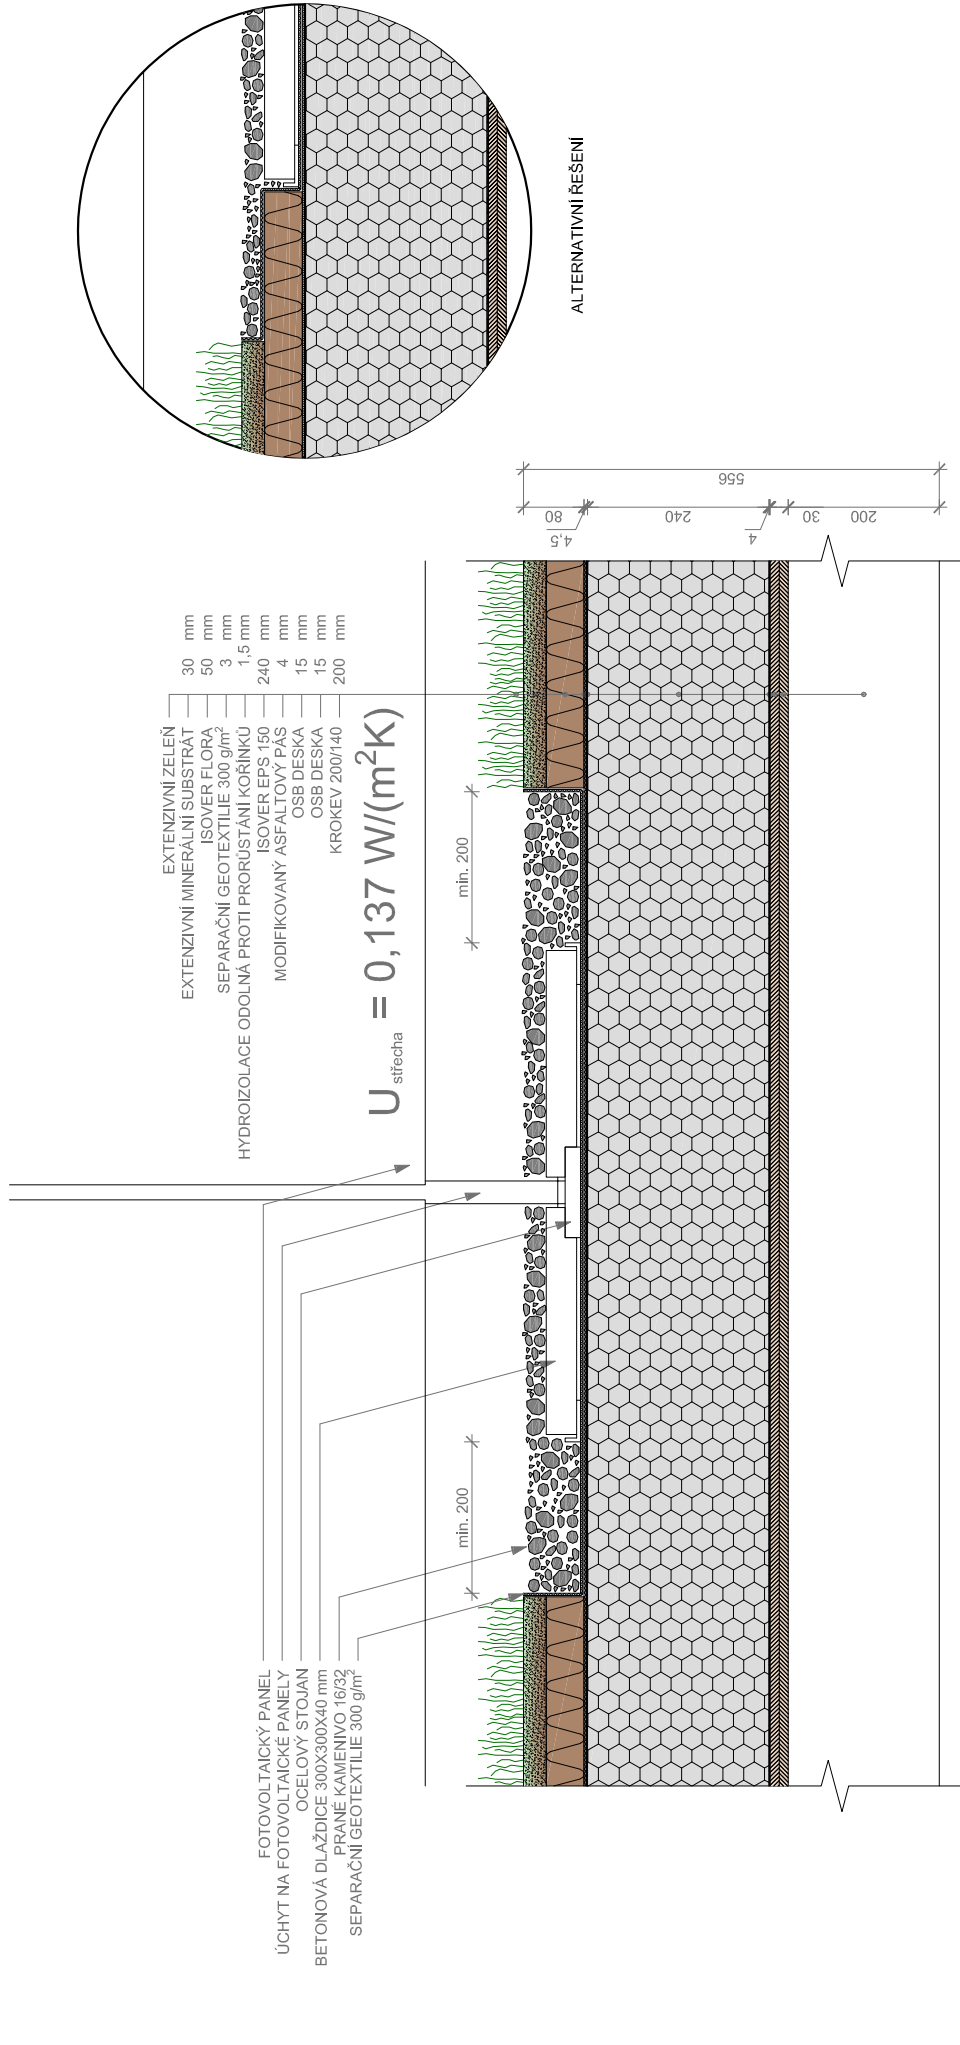 FOTOVOLTAICKÝ PANEL
ÚCHYT NA FOTOVOLTAICKÉ PANELY
OCELOVÝ STOJAN
BETONOVÁ DLAŽDICE 300X300X40 mm
PRANÉ KAMENIVO 16/32
SEPARAČNÍ GEOTEXTILIE 300 g/m²
EXTENZIVNÍ ZELEŇ
EXTENZIVNÍ MINERÁLNÍ SUBSTRÁT 30 mm
ISOVER FLORA 50 mm
SEPARAČNÍ GEOTEXTILIE 300 g/m² 3 mm
HYDROIZOLACE ODOLNÁ PROTI PRORŮSTÁNÍ KOŘÍNKŮ 1,5 mm
ISOVER EPS 150 240 mm
MODIFIKOVANÝ ASFALTOVÝ PÁS 4 mm
OSB DESKA 15 mm
OSB DESKA 15 mm
KROKEV 200/140 200 mm
U střecha = 0,137 W/(m²K)
min. 200
min. 200
80
4,5
240
4
30
200
556
ALTERNATIVNÍ ŘEŠENÍ